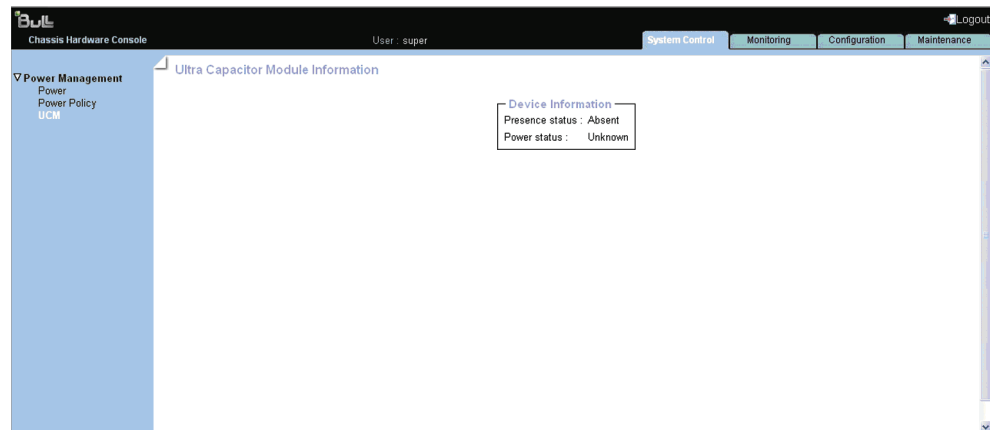 Bull
Logout
Chassis Hardware Console
User : super
System Control
Monitoring
Configuration
Maintenance
Power Management
Power
Power Policy
UCM
Ultra Capacitor Module Information
Device Information
Presence status : Absent
Power status : Unknown